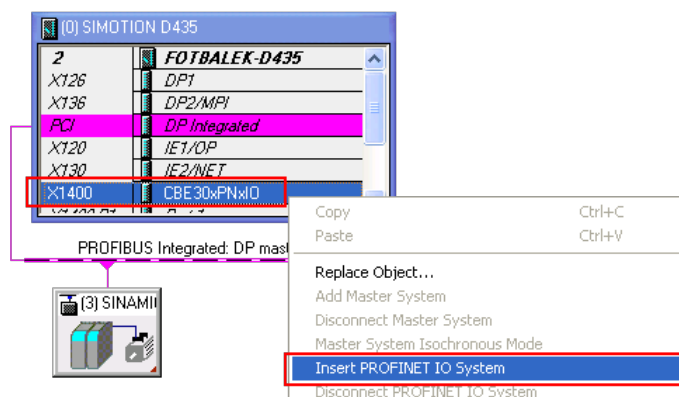 (0) SIMOTION D435
2 FOTBALEK-D435
X126 DP1
X136 DP2/MPI
PCI DP Integrated
X120 IE1/OP
X130 IE2/NET
X1400 CBE30xPNxIO
PROFIBUS Integrated: DP mast
(3) SINAMI
Copy Ctrl+C
Paste Ctrl+V
Replace Object...
Add Master System
Disconnect Master System
Master System Isochronous Mode
Insert PROFINET IO System
Disconnect PROFINET IO System